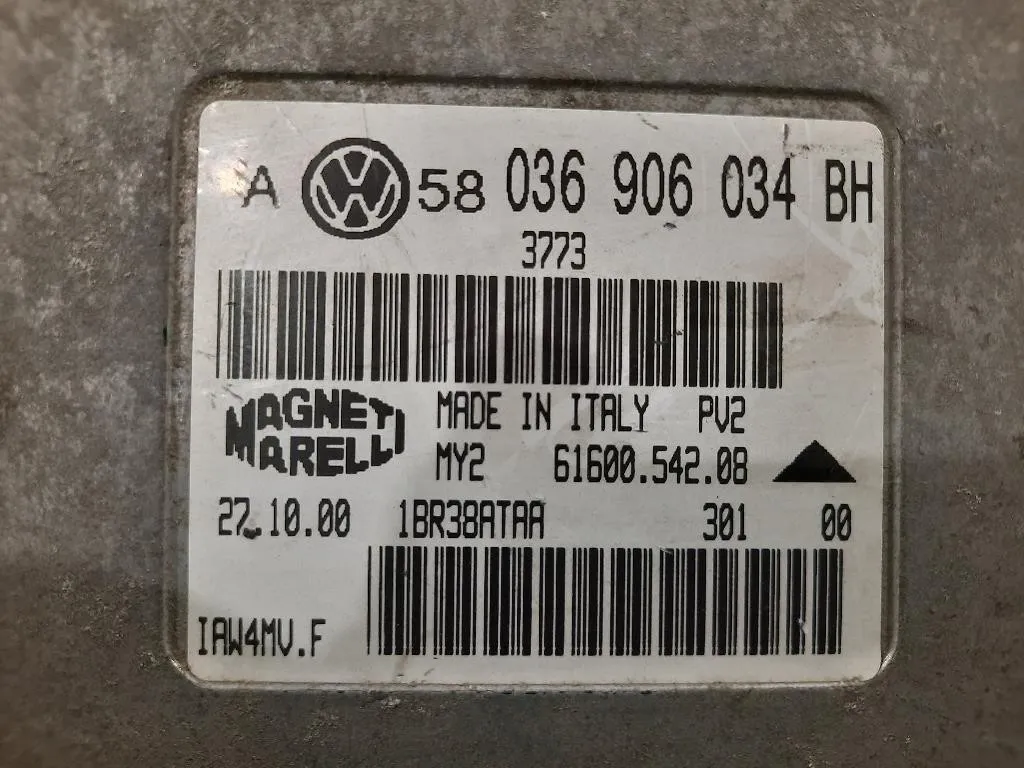 A VW 58 036 906 034 BH
3773
MAGNETI MARELLI
MADE IN ITALY PV2
MY2 61600.542.08
27.10.00 1BR38ATAA 301 00
IAW4MV.F